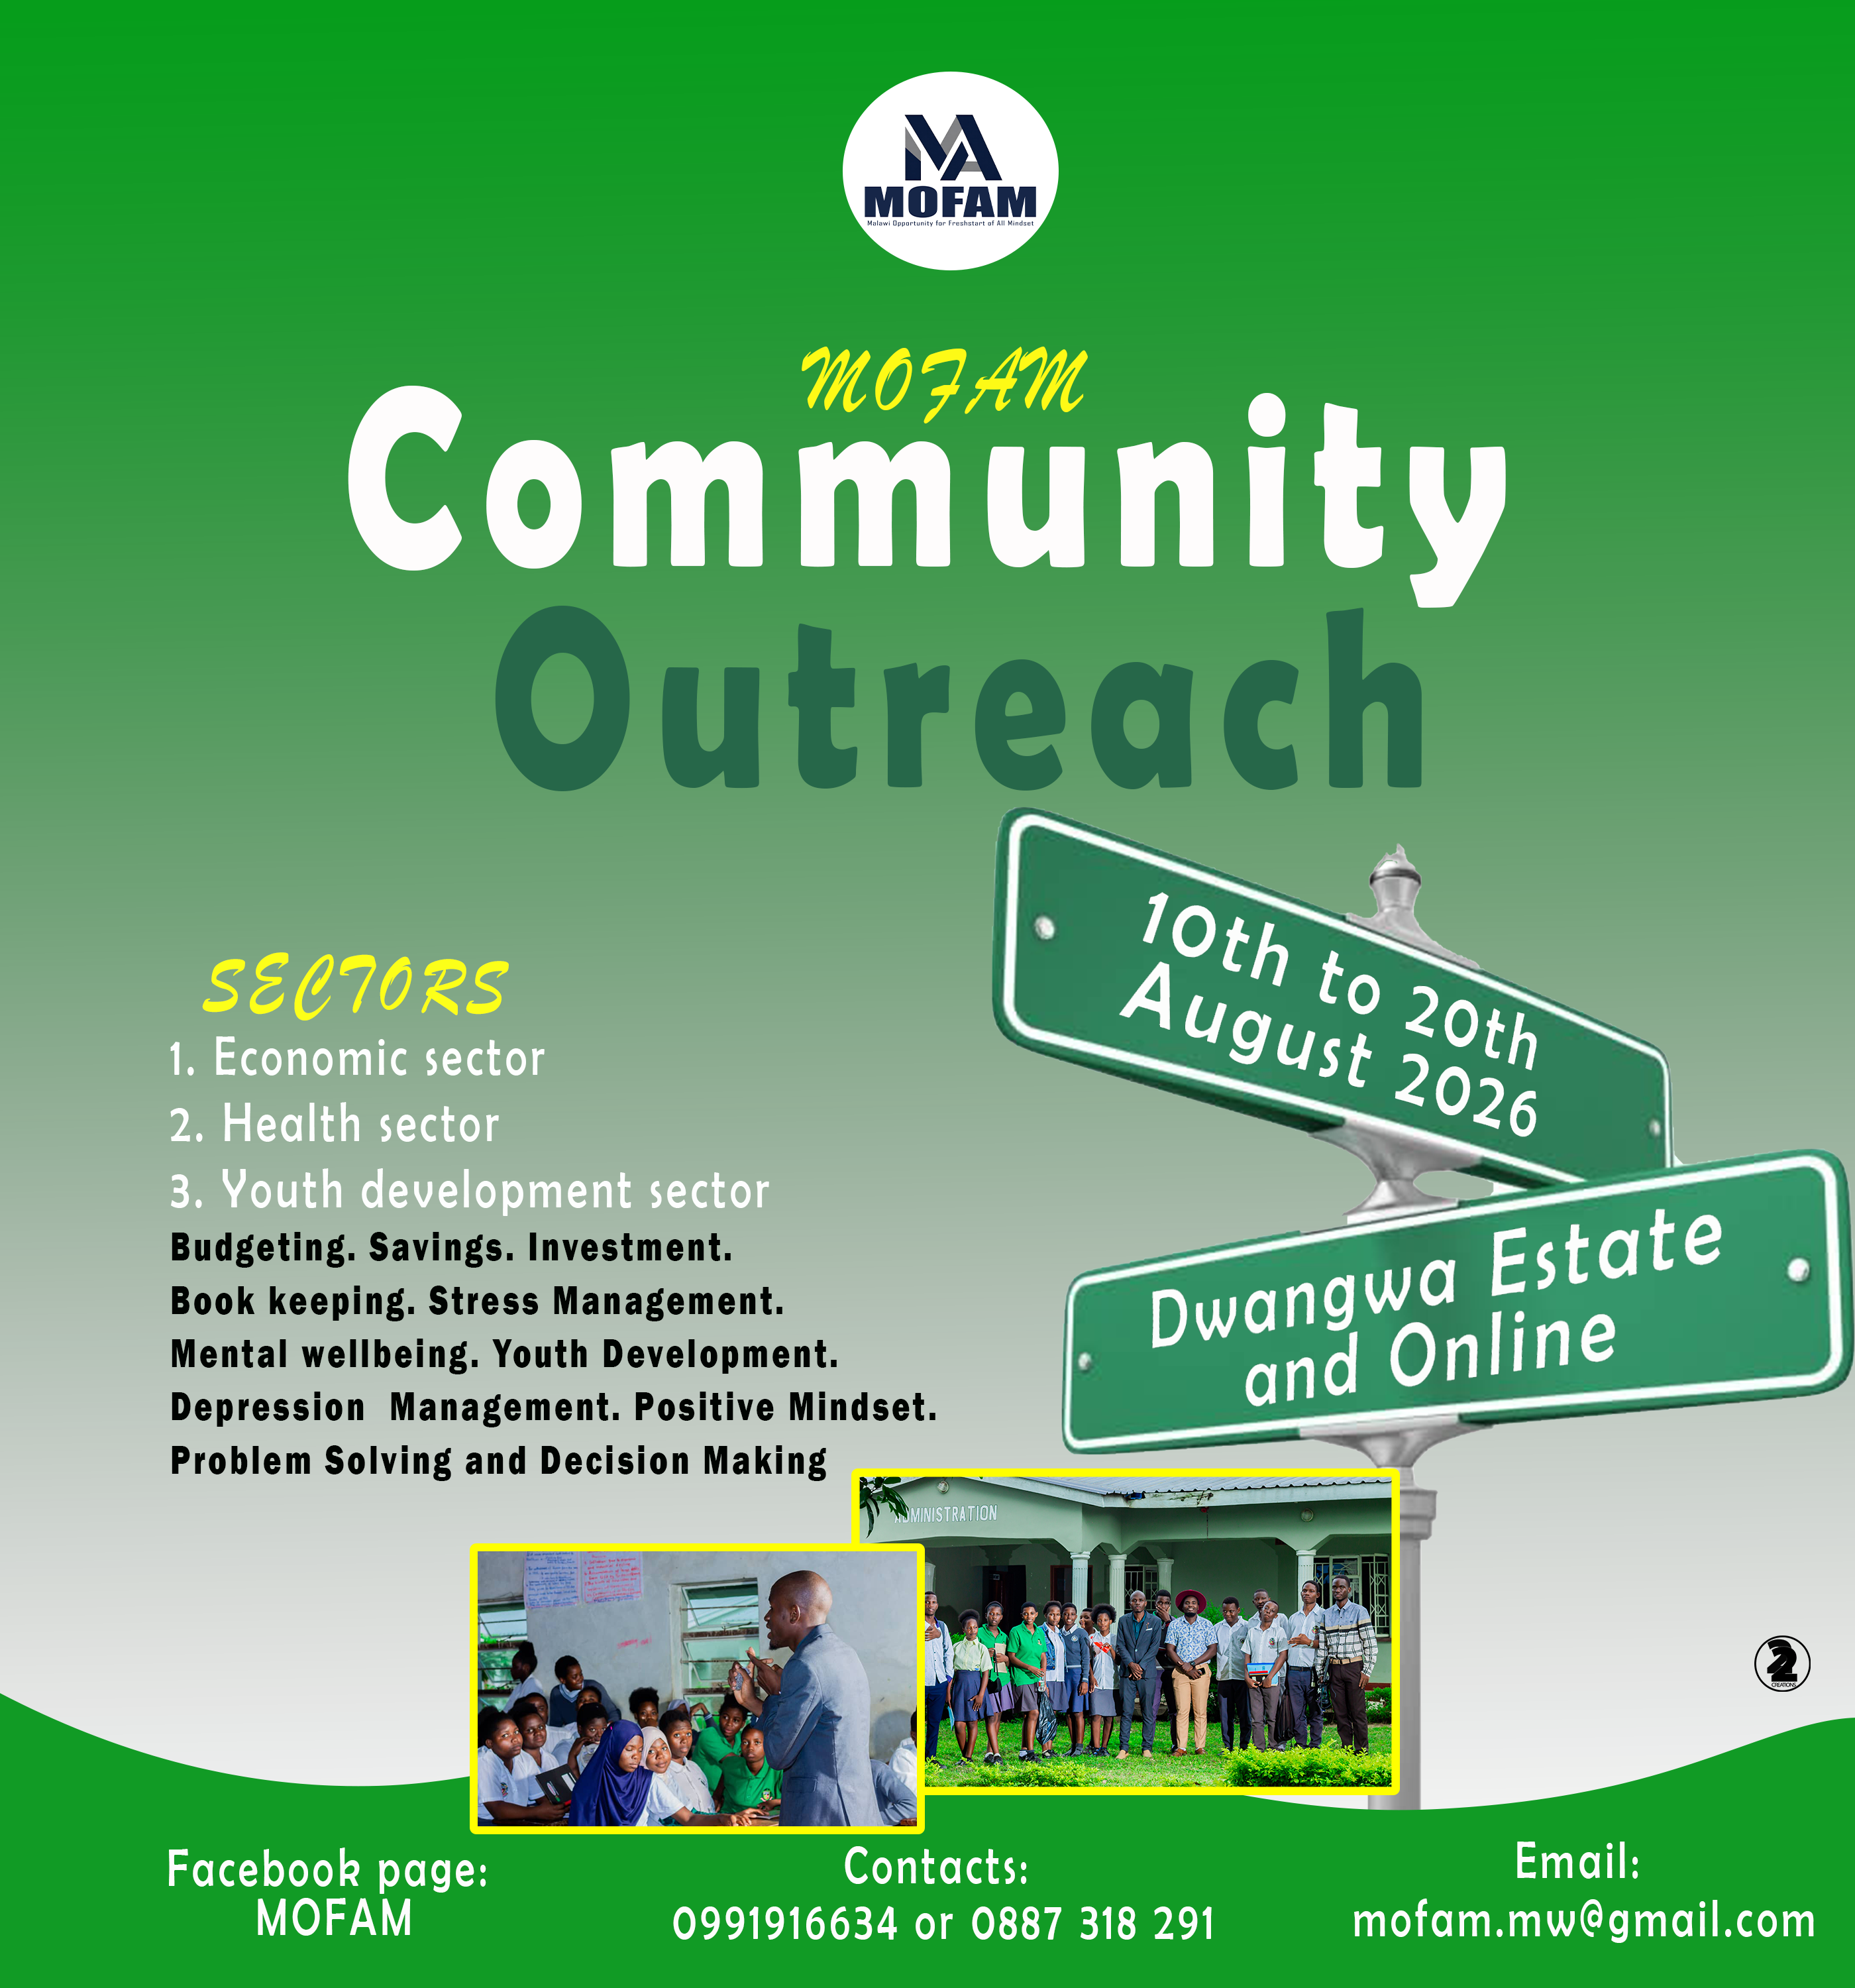 MA
MOFAM
Malawi Opportunity for Freshstart of All Mindset
MOFAM
Community
Outreach
10th to 20th
August 2026
Dwangwa Estate
and Online
SECTORS
1. Economic sector
2. Health sector
3. Youth development sector
Budgeting. Savings. Investment.
Book keeping. Stress Management.
Mental wellbeing. Youth Development.
Depression  Management. Positive Mindset.
Problem Solving and Decision Making
ADMINISTRATION
2
CREATIONS
Facebook page:
MOFAM
Contacts:
0991916634 or 0887 318 291
Email:
mofam.mw@gmail.com